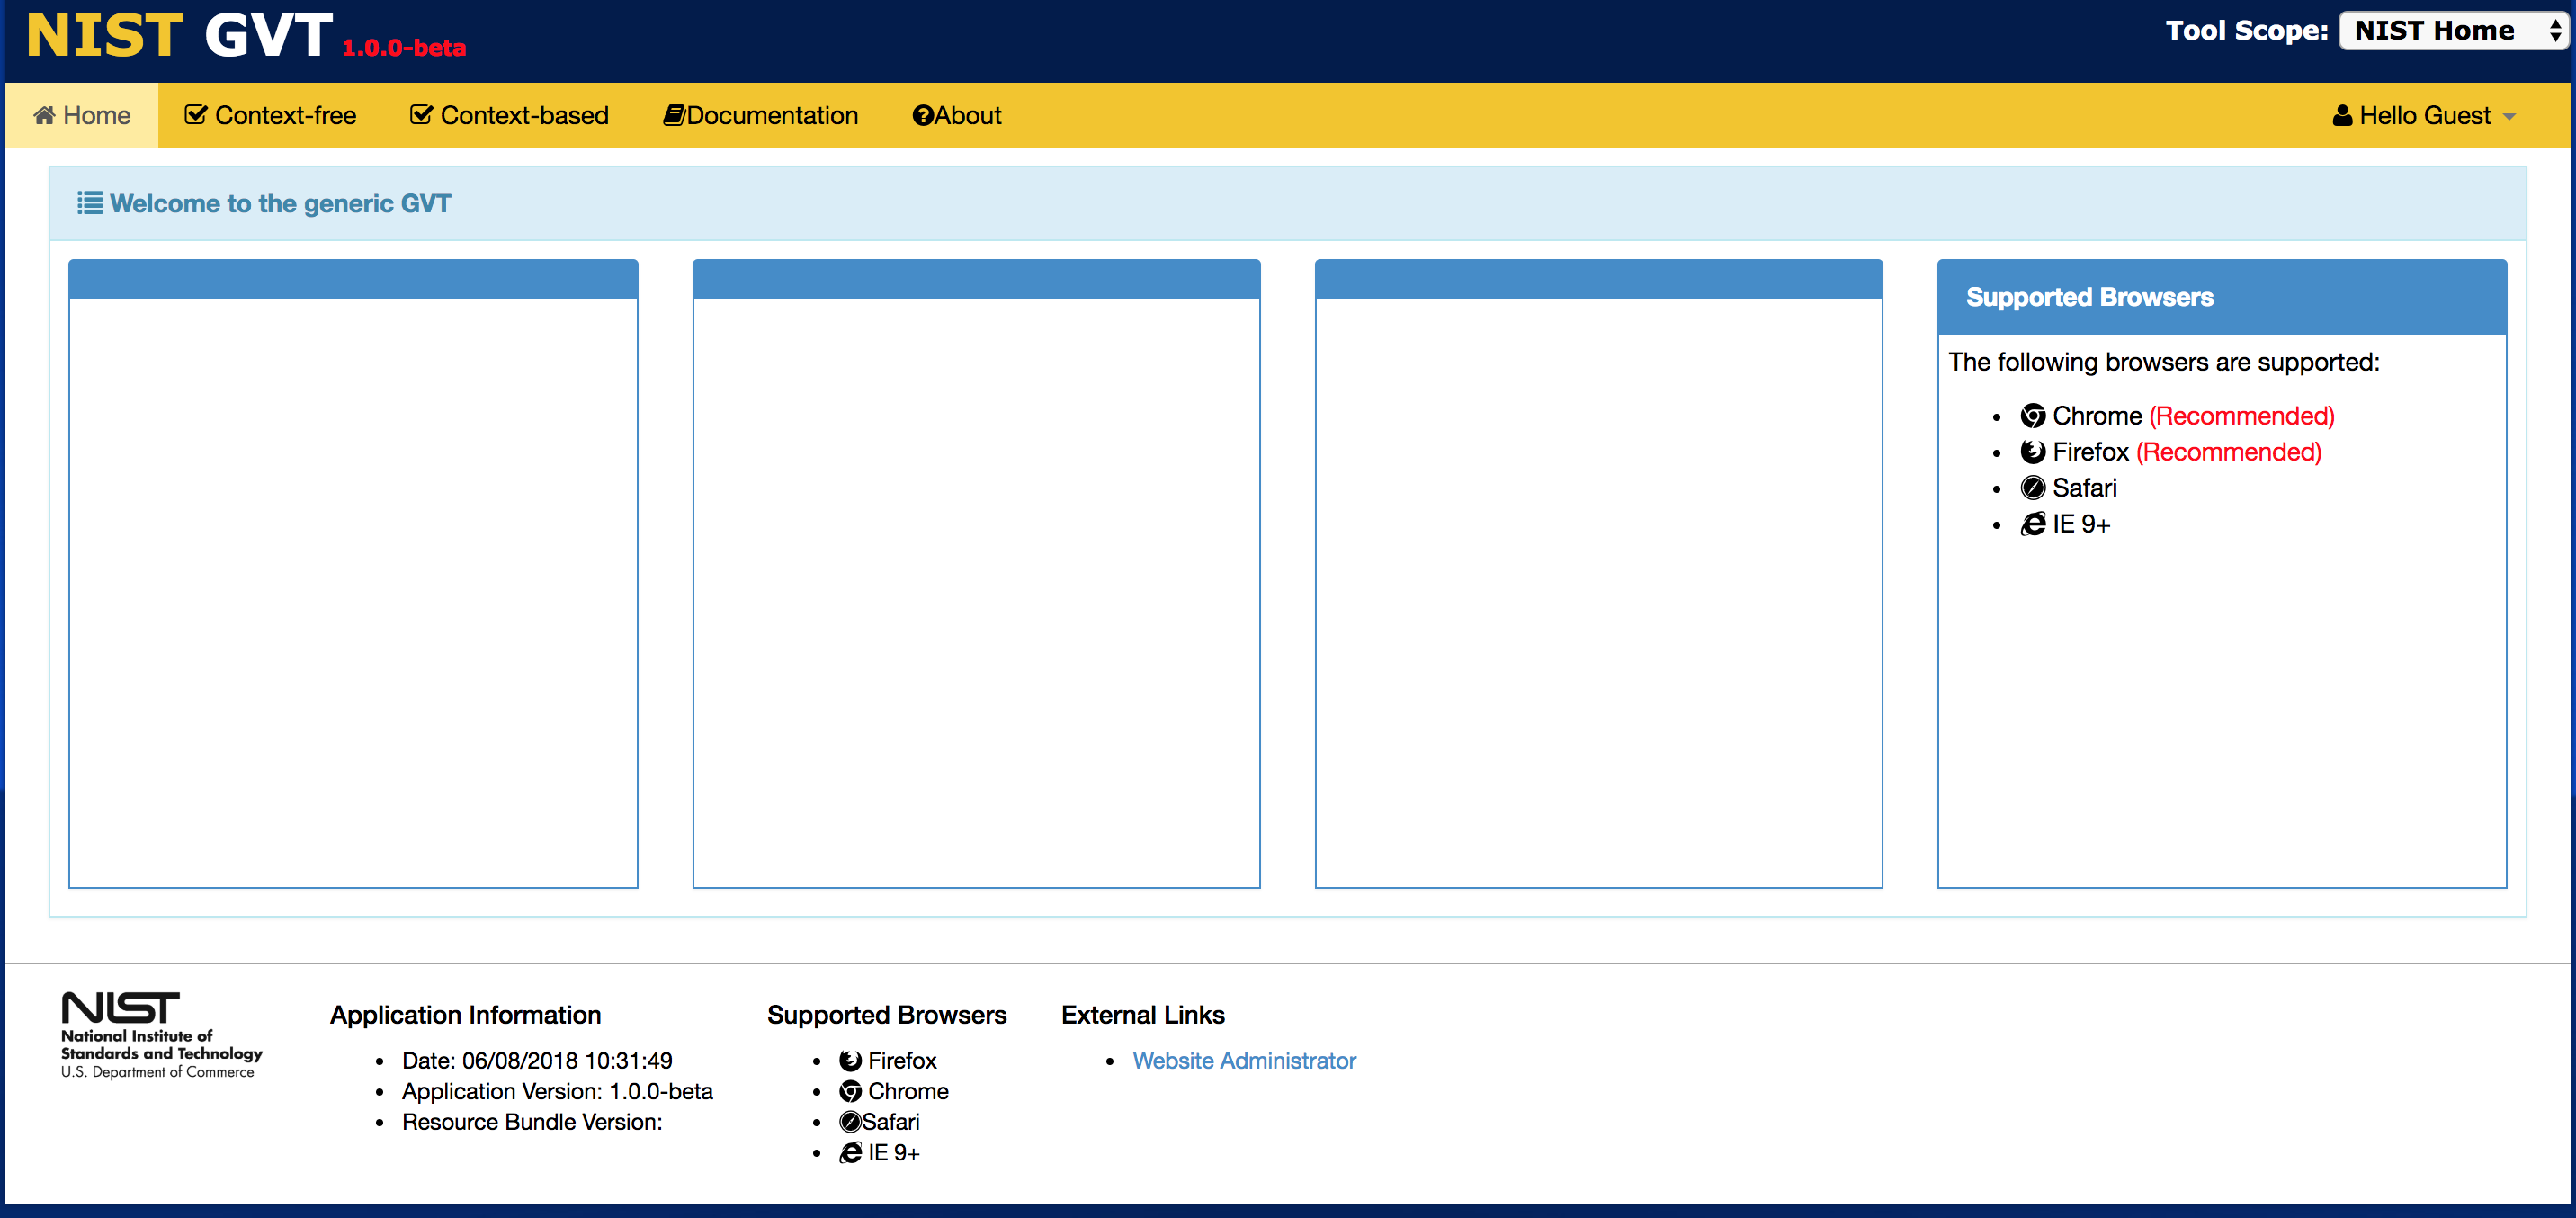 NIST GVT 1.0.0-beta
Tool Scope: NIST Home
Home Context-free Context-based Documentation About Hello Guest
Welcome to the generic GVT
Supported Browsers
The following browsers are supported:
Chrome (Recommended)
Firefox (Recommended)
Safari
IE 9+
NIST
National Institute of
Standards and Technology
U.S. Department of Commerce
Application Information
Date: 06/08/2018 10:31:49
Application Version: 1.0.0-beta
Resource Bundle Version:
Supported Browsers
Firefox
Chrome
Safari
IE 9+
External Links
Website Administrator